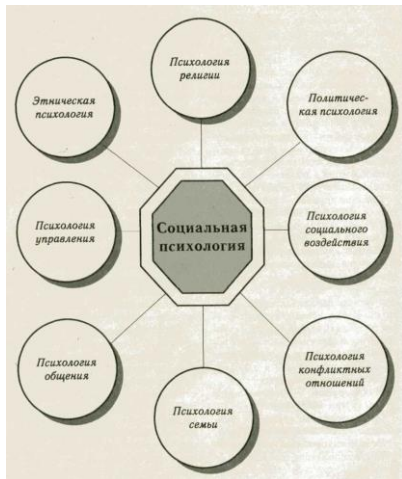 Психология
религии
Этническая
психология
Политичес-
кая психология
Социальная
психология
Психология
управления
Психология
социального
воздействия
Психология
общения
Психология
конфликтных
отношений
Психология
семьи